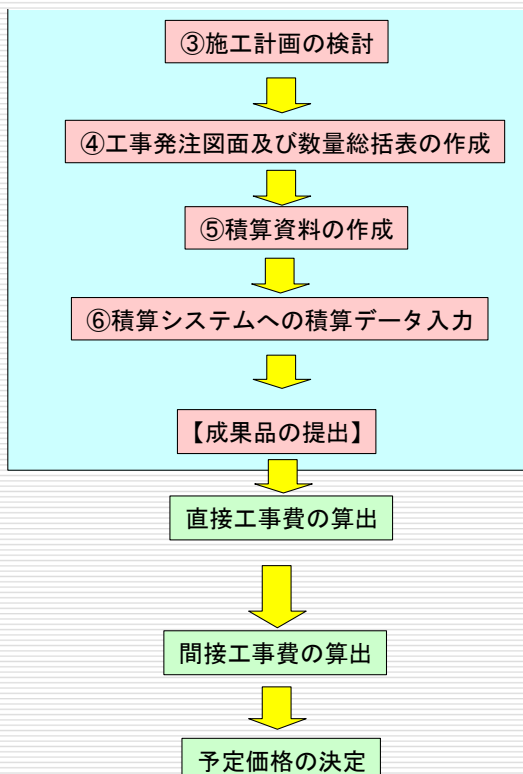 ③施工計画の検討
④工事発注図面及び数量総括表の作成
⑤積算資料の作成
⑥積算システムへの積算データ入力
【成果品の提出】
直接工事費の算出
間接工事費の算出
予定価格の決定